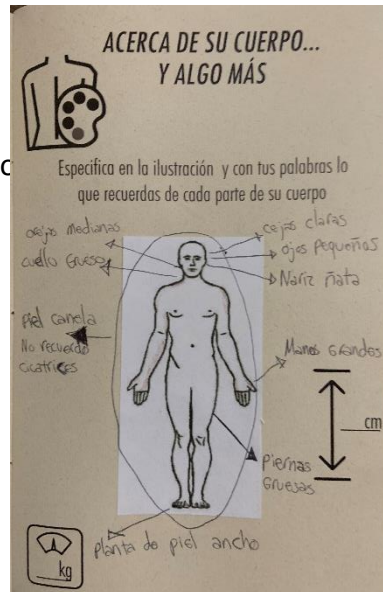 ACERCA DE SU CUERPO...
Y ALGO MÁS
Especifica en la ilustración y con tus palabras lo
que recuerdas de cada parte de su cuerpo
orejas medianas
cuello grueso
piel canela
No recuerdo
cicatrices
cejas claras
ojos pequeños
Nariz ñata
Manos grandes
cm
piernas
gruesas
planta de piel ancho
kg